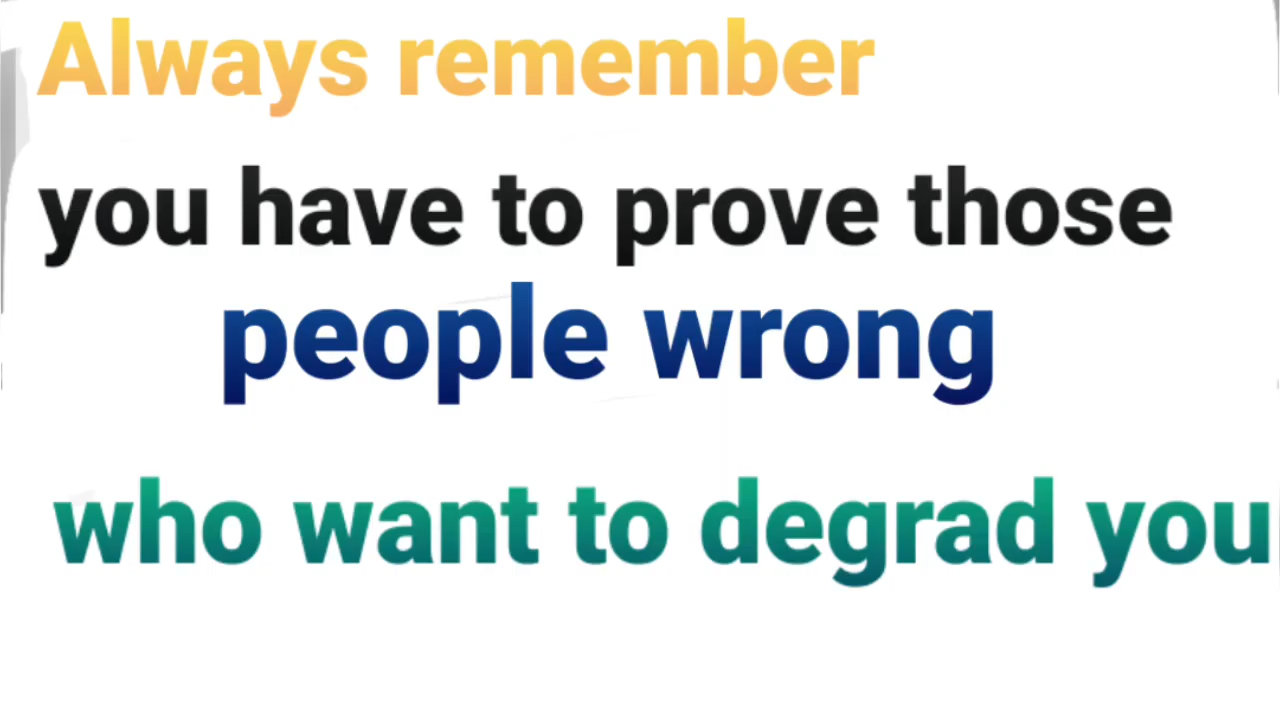 Always remember
you have to prove those
people wrong
who want to degrad you